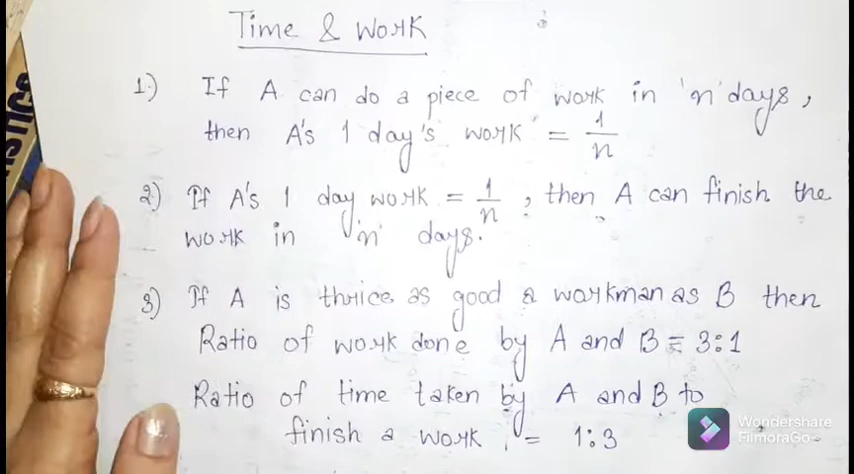 Time & Work
1.) If A can do a piece of work in 'n' days,
then A's 1 day's work = 1/n
2) If A's 1 day work = 1/n, then A can finish the
work in 'n' days.
3) If A is thrice as good a workman as B then
Ratio of work done by A and B = 3:1
Ratio of time taken by A and B to
finish a work = 1:3
STICS
Wondershare
FilmoraGo